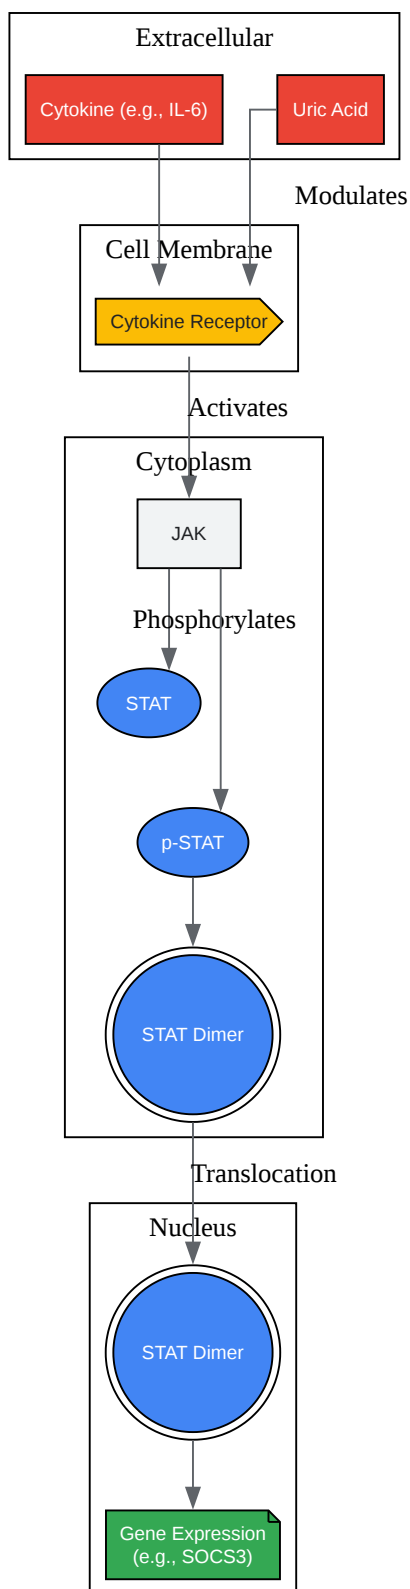 Extracellular
Cytokine (e.g., IL-6)
Uric Acid
Modulates
Cell Membrane
Cytokine Receptor
Activates
Cytoplasm
JAK
Phosphorylates
STAT
p-STAT
STAT Dimer
Translocation
Nucleus
STAT Dimer
Gene Expression
(e.g., SOCS3)